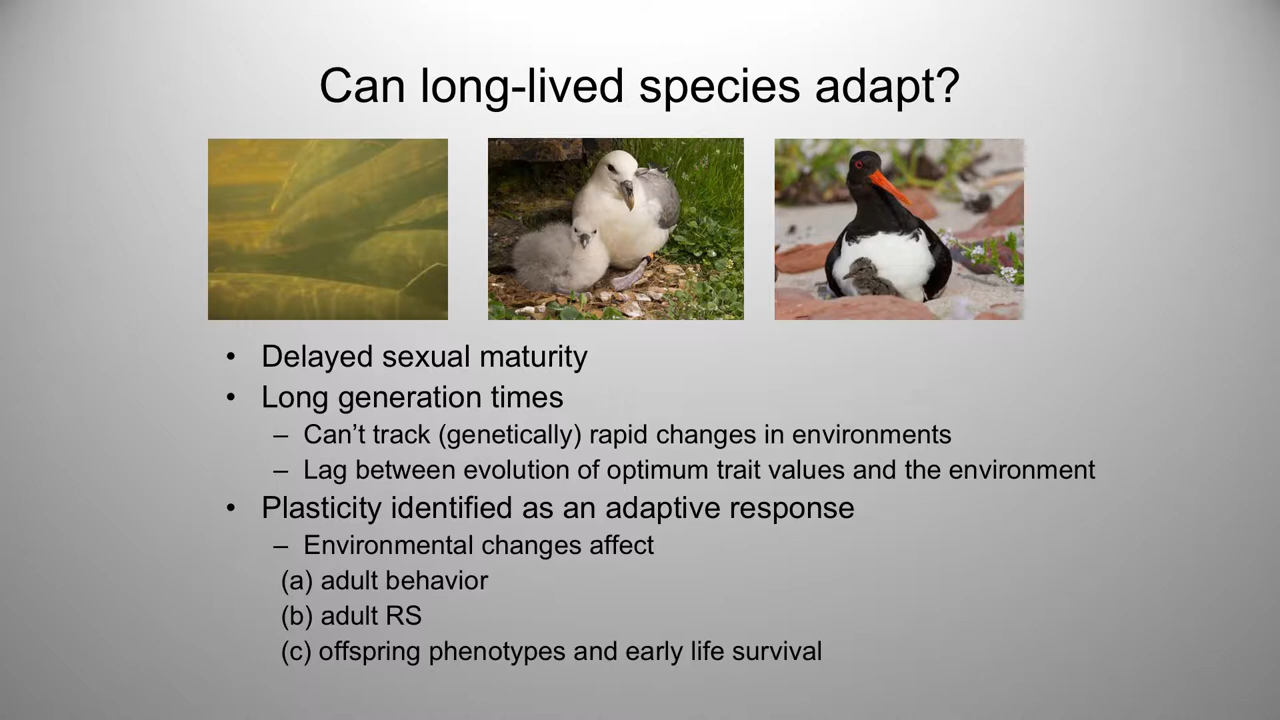 Can long-lived species adapt?
• Delayed sexual maturity
• Long generation times
– Can’t track (genetically) rapid changes in environments
– Lag between evolution of optimum trait values and the environment
• Plasticity identified as an adaptive response
– Environmental changes affect
(a) adult behavior
(b) adult RS
(c) offspring phenotypes and early life survival